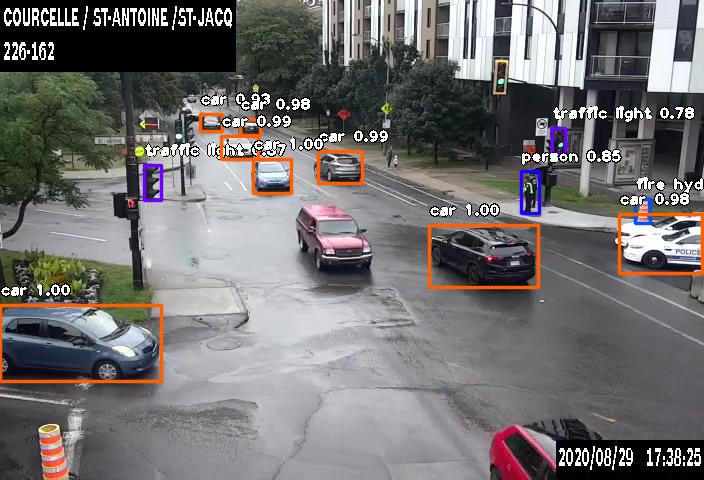 COURCELLE / ST-ANTOINE /ST-JACQ
226-162
car 0.93
car 0.98
car 0.99
car 1.00
car 0.99
traffic light 0.78
traffic light
person 0.85
fire hyd
car 0.98
car 1.00
POLICE
car 1.00
2020/08/29 17:38:25